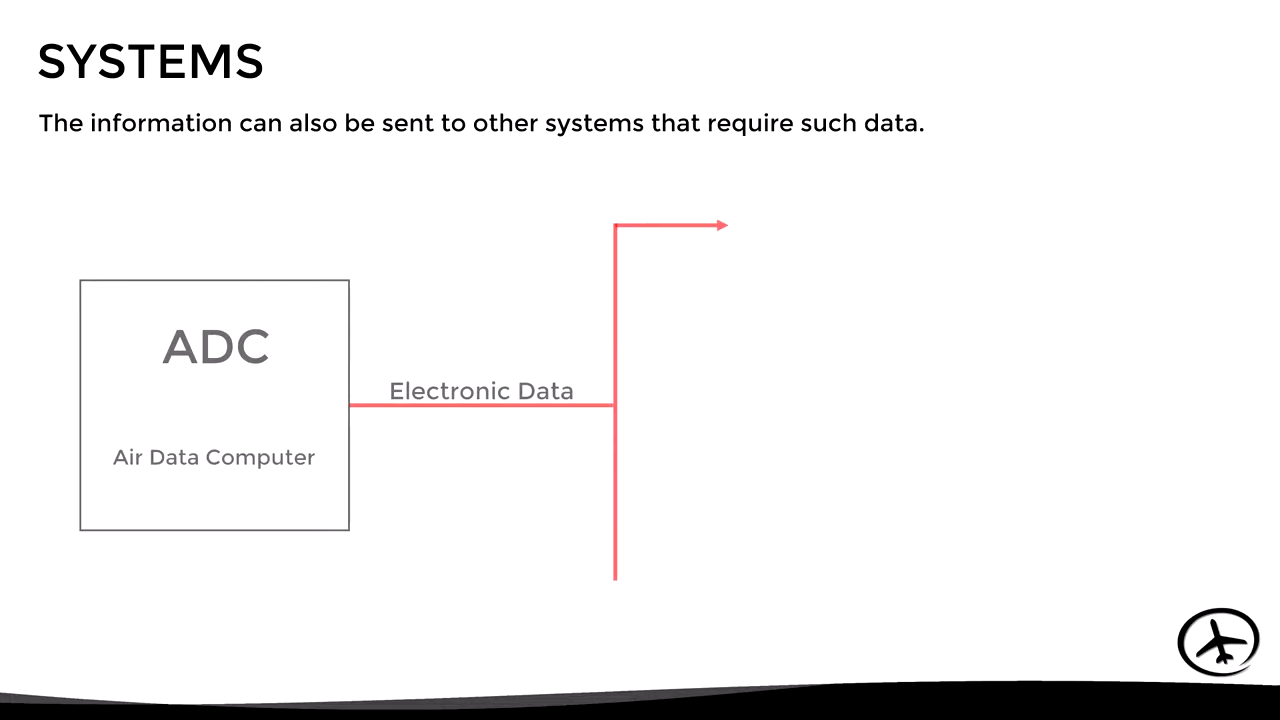 SYSTEMS
The information can also be sent to other systems that require such data.
ADC
Electronic Data
Air Data Computer